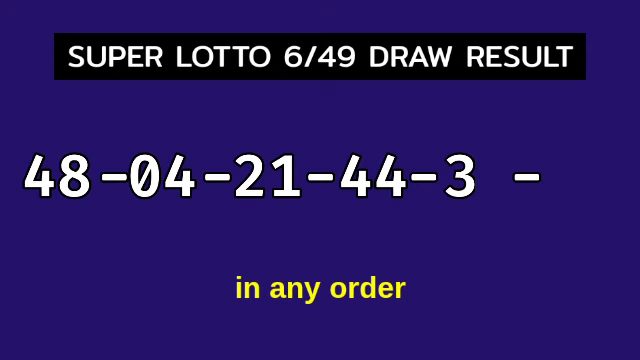 SUPER LOTTO 6/49 DRAW RESULT
48-04-21-44-3 -
in any order